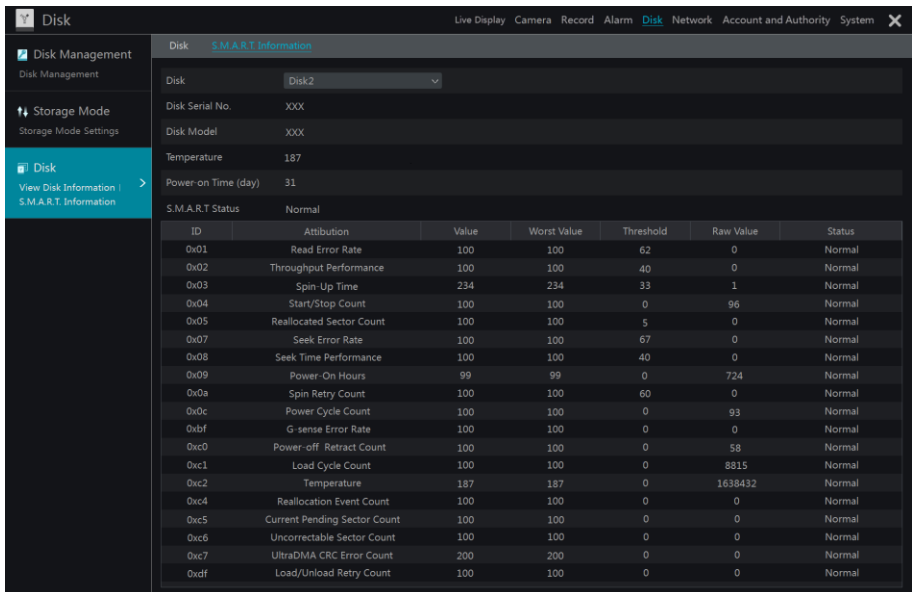 Disk Live Display Camera Record Alarm Disk Network Account and Authority System
Disk Management
Disk Management
Storage Mode
Storage Mode Settings
Disk
View Disk Information |
S.M.A.R.T. Information
Disk S.M.A.R.T Information
Disk Disk2
Disk Serial No. XXX
Disk Model XXX
Temperature 187
Power-on Time (day) 31
S.M.A.R.T Status Normal
ID Attibution Value Worst Value Threshold Raw Value Status
0x01 Read Error Rate 100 100 62 0 Normal
0x02 Throughput Performance 100 100 40 0 Normal
0x03 Spin-Up Time 234 234 33 1 Normal
0x04 Start/Stop Count 100 100 0 96 Normal
0x05 Reallocated Sector Count 100 100 5 0 Normal
0x07 Seek Error Rate 100 100 67 0 Normal
0x08 Seek Time Performance 100 100 40 0 Normal
0x09 Power-On Hours 99 99 0 724 Normal
0x0a Spin Retry Count 100 100 60 0 Normal
0x0c Power Cycle Count 100 100 0 93 Normal
0xbf G-sense Error Rate 100 100 0 0 Normal
0xc0 Power-off Retract Count 100 100 0 58 Normal
0xc1 Load Cycle Count 100 100 0 8815 Normal
0xc2 Temperature 187 187 0 1638432 Normal
0xc4 Reallocation Event Count 100 100 0 0 Normal
0xc5 Current Pending Sector Count 100 100 0 0 Normal
0xc6 Uncorrectable Sector Count 100 100 0 0 Normal
0xc7 UltraDMA CRC Error Count 200 200 0 0 Normal
0xdf Load/Unload Retry Count 100 100 0 0 Normal